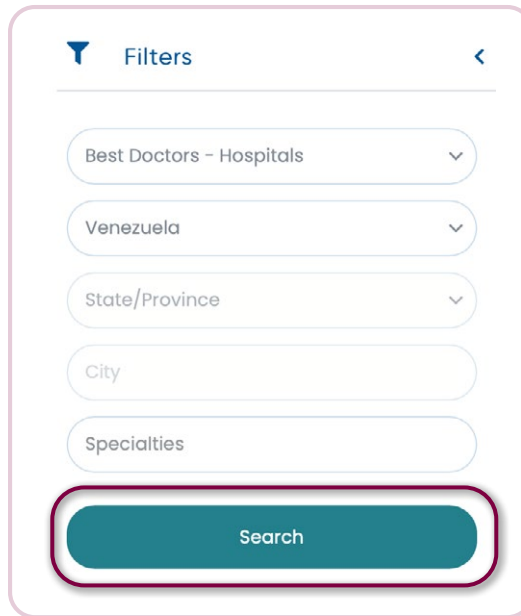 Filters
Best Doctors - Hospitals
Venezuela
State/Province
City
Specialties
Search